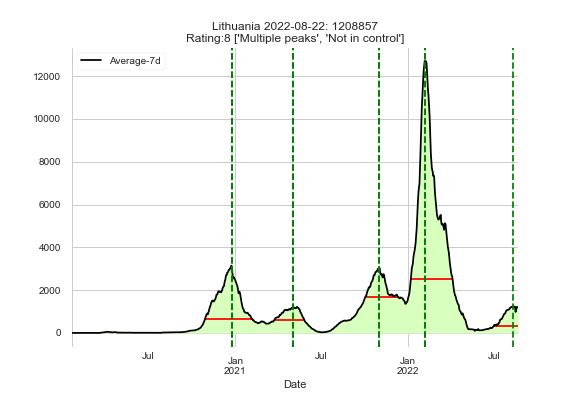 Lithuania 2022-08-22: 1208857
Rating:8 ['Multiple peaks', 'Not in control']
Average-7d
12000
10000
8000
6000
4000
2000
0
Jul
Jan
2021
Jul
Jan
2022
Jul
Date